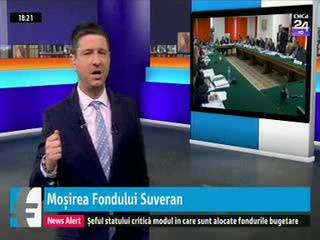 18:21
DIGI
24
HD
Moșirea Fondului Suveran
News Alert Șeful statului critică modul în care sunt alocate fondurile bugetare